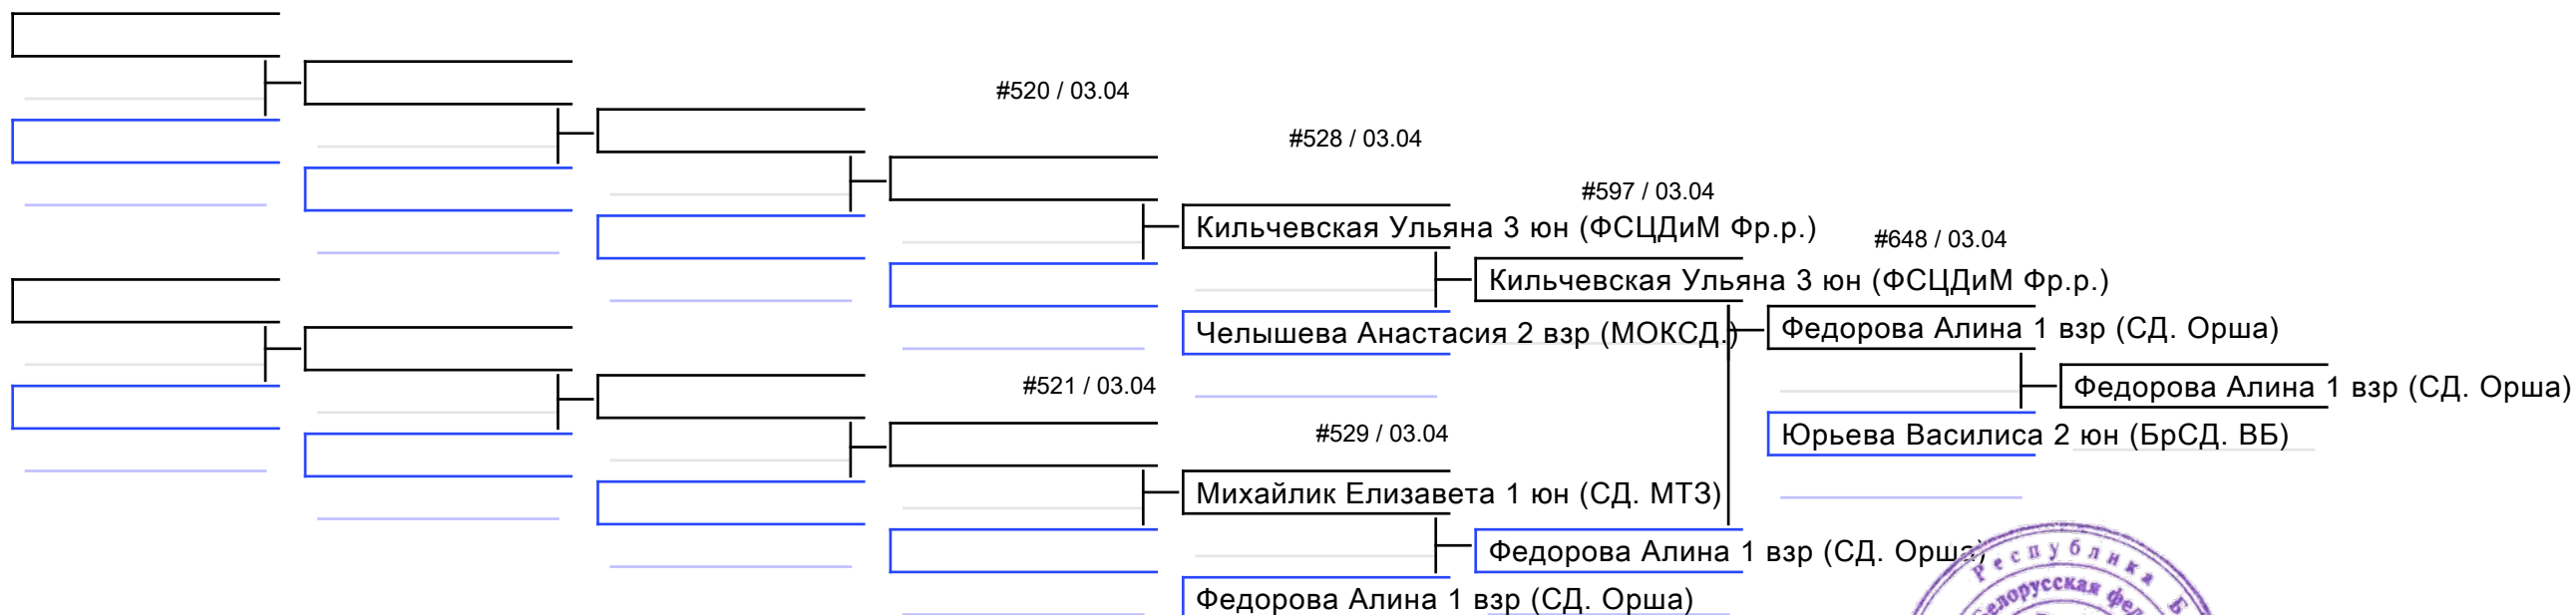 #520 / 03.04
#528 / 03.04
#597 / 03.04
Кильчевская Ульяна 3 юн (ФСЦДиМ Фр.р.)
#648 / 03.04
Кильчевская Ульяна 3 юн (ФСЦДиМ Фр.р.)
Челышева Анастасия 2 взр (МОКСД.)
Федорова Алина 1 взр (СД. Орша)
#521 / 03.04
Федорова Алина 1 взр (СД. Орша)
#529 / 03.04
Юрьева Василиса 2 юн (БрСД. ВБ)
Михайлик Елизавета 1 юн (СД. МТЗ)
Федорова Алина 1 взр (СД. Орша)
Федорова Алина 1 взр (СД. Орша)
Республика